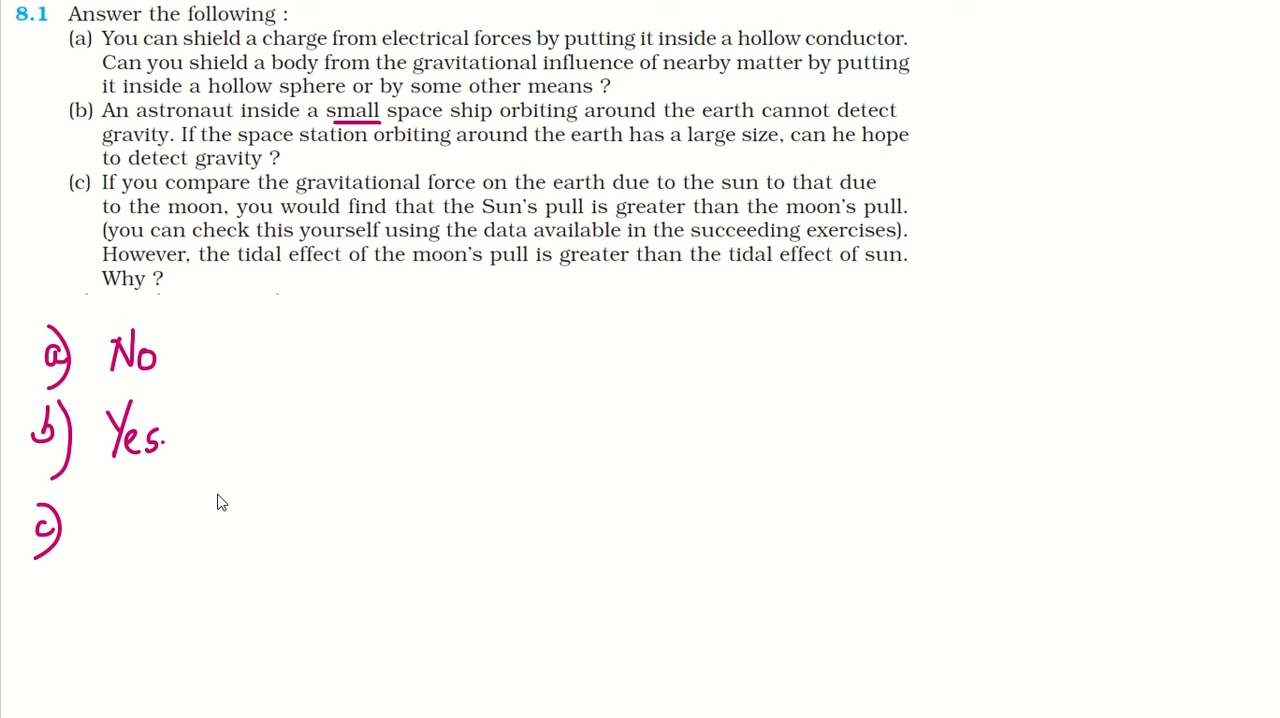 8.1 Answer the following :
(a) You can shield a charge from electrical forces by putting it inside a hollow conductor.
Can you shield a body from the gravitational influence of nearby matter by putting
it inside a hollow sphere or by some other means ?
(b) An astronaut inside a small space ship orbiting around the earth cannot detect
gravity. If the space station orbiting around the earth has a large size, can he hope
to detect gravity ?
(c) If you compare the gravitational force on the earth due to the sun to that due
to the moon, you would find that the Sun's pull is greater than the moon's pull.
(you can check this yourself using the data available in the succeeding exercises).
However, the tidal effect of the moon's pull is greater than the tidal effect of sun.
Why ?
a) No
b) Yes.
c)